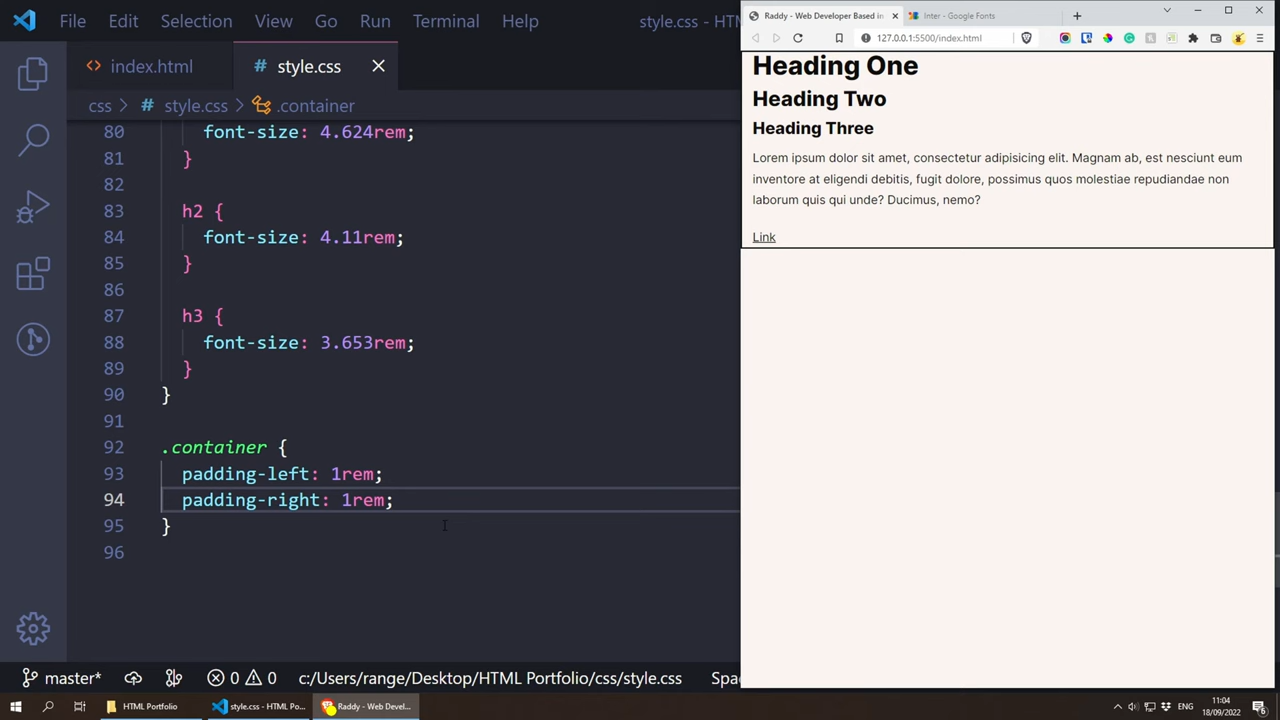 File Edit Selection View Go Run Terminal Help style.css - HTM
index.html
# style.css
css > # style.css > .container
80 font-size: 4.624rem;
81 }
82
83 h2 {
84 font-size: 4.11rem;
85 }
86
87 h3 {
88 font-size: 3.653rem;
89 }
90 }
91
92 .container {
93 padding-left: 1rem;
94 padding-right: 1rem;
95 }
96
master* 0 0 c:/Users/range/Desktop/HTML Portfolio/css/style.css Spac
Raddy - Web Developer Based in
Inter - Google Fonts
127.0.0.1:5500/index.html
Heading One
Heading Two
Heading Three
Lorem ipsum dolor sit amet, consectetur adipisicing elit. Magnam ab, est nesciunt eum
inventore at eligendi debitis, fugit dolore, possimus quos molestiae repudiandae non
laborum quis qui unde? Ducimus, nemo?
Link
HTML Portfolio
style.css - HTML Po...
Raddy - Web Devel...
ENG
11:04
18/09/2022